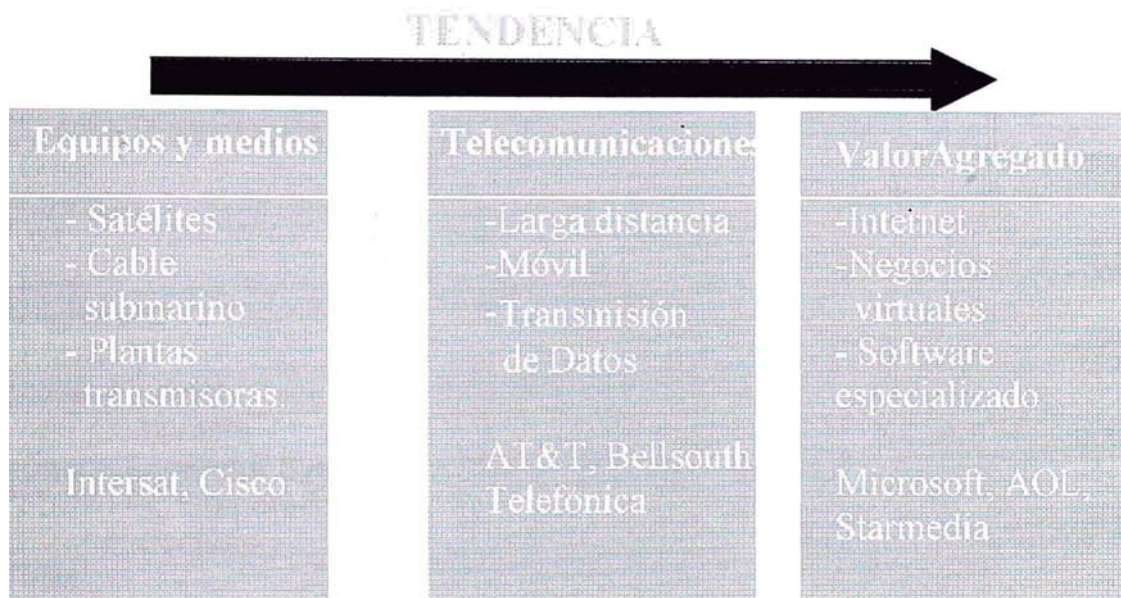 TENDENCIA
Equipos y medios
- Satélites
- Cable
submarino
- Plantas
transmisoras.
Intersat, Cisco
Telecomunicaciones
-Larga distancia
-Móvil
-Transmisión
de Datos
AT&T, Bellsouth
Telefónica
ValorAgregado
-Internet.
-Negocios
virtuales
- Software
especializado
Microsoft, AOL,
Starmedia